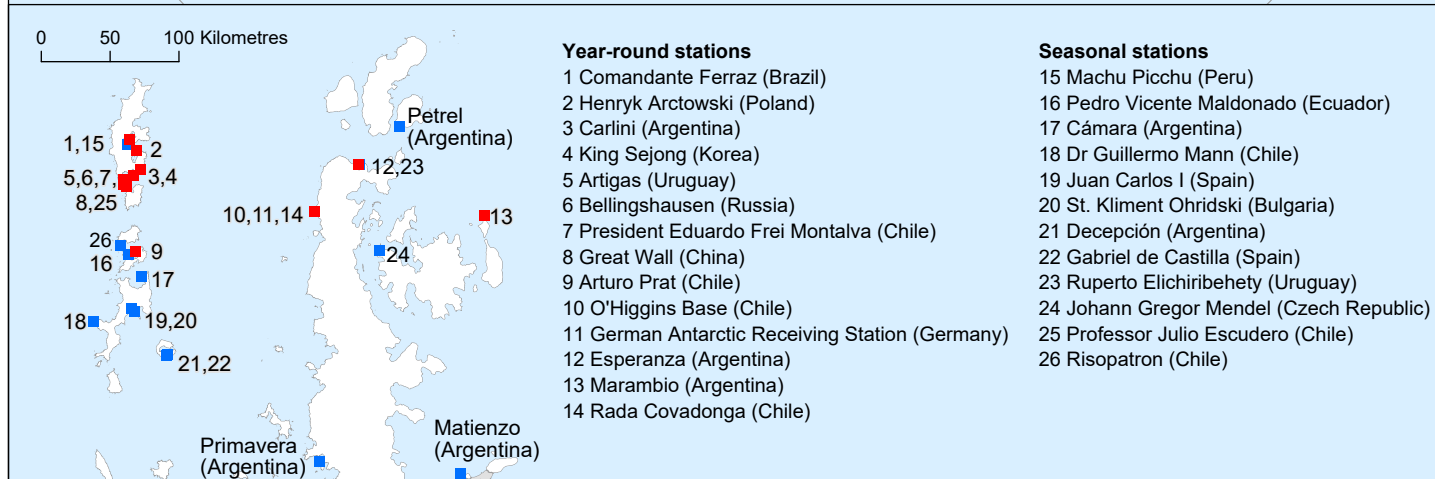 0 50 100 Kilometres
Petrel
(Argentina)
1,15
2
12,23
5,6,7,
3,4
8,25
10,11,14
13
26
9
24
16
17
18
19,20
21,22
Primavera
(Argentina)
Matienzo
(Argentina)
Year-round stations
1 Comandante Ferraz (Brazil)
2 Henryk Arctowski (Poland)
3 Carlini (Argentina)
4 King Sejong (Korea)
5 Artigas (Uruguay)
6 Bellingshausen (Russia)
7 President Eduardo Frei Montalva (Chile)
8 Great Wall (China)
9 Arturo Prat (Chile)
10 O'Higgins Base (Chile)
11 German Antarctic Receiving Station (Germany)
12 Esperanza (Argentina)
13 Marambio (Argentina)
14 Rada Covadonga (Chile)
Seasonal stations
15 Machu Picchu (Peru)
16 Pedro Vicente Maldonado (Ecuador)
17 Cámara (Argentina)
18 Dr Guillermo Mann (Chile)
19 Juan Carlos I (Spain)
20 St. Kliment Ohridski (Bulgaria)
21 Decepción (Argentina)
22 Gabriel de Castilla (Spain)
23 Ruperto Elichiribehety (Uruguay)
24 Johann Gregor Mendel (Czech Republic)
25 Professor Julio Escudero (Chile)
26 Risopatron (Chile)